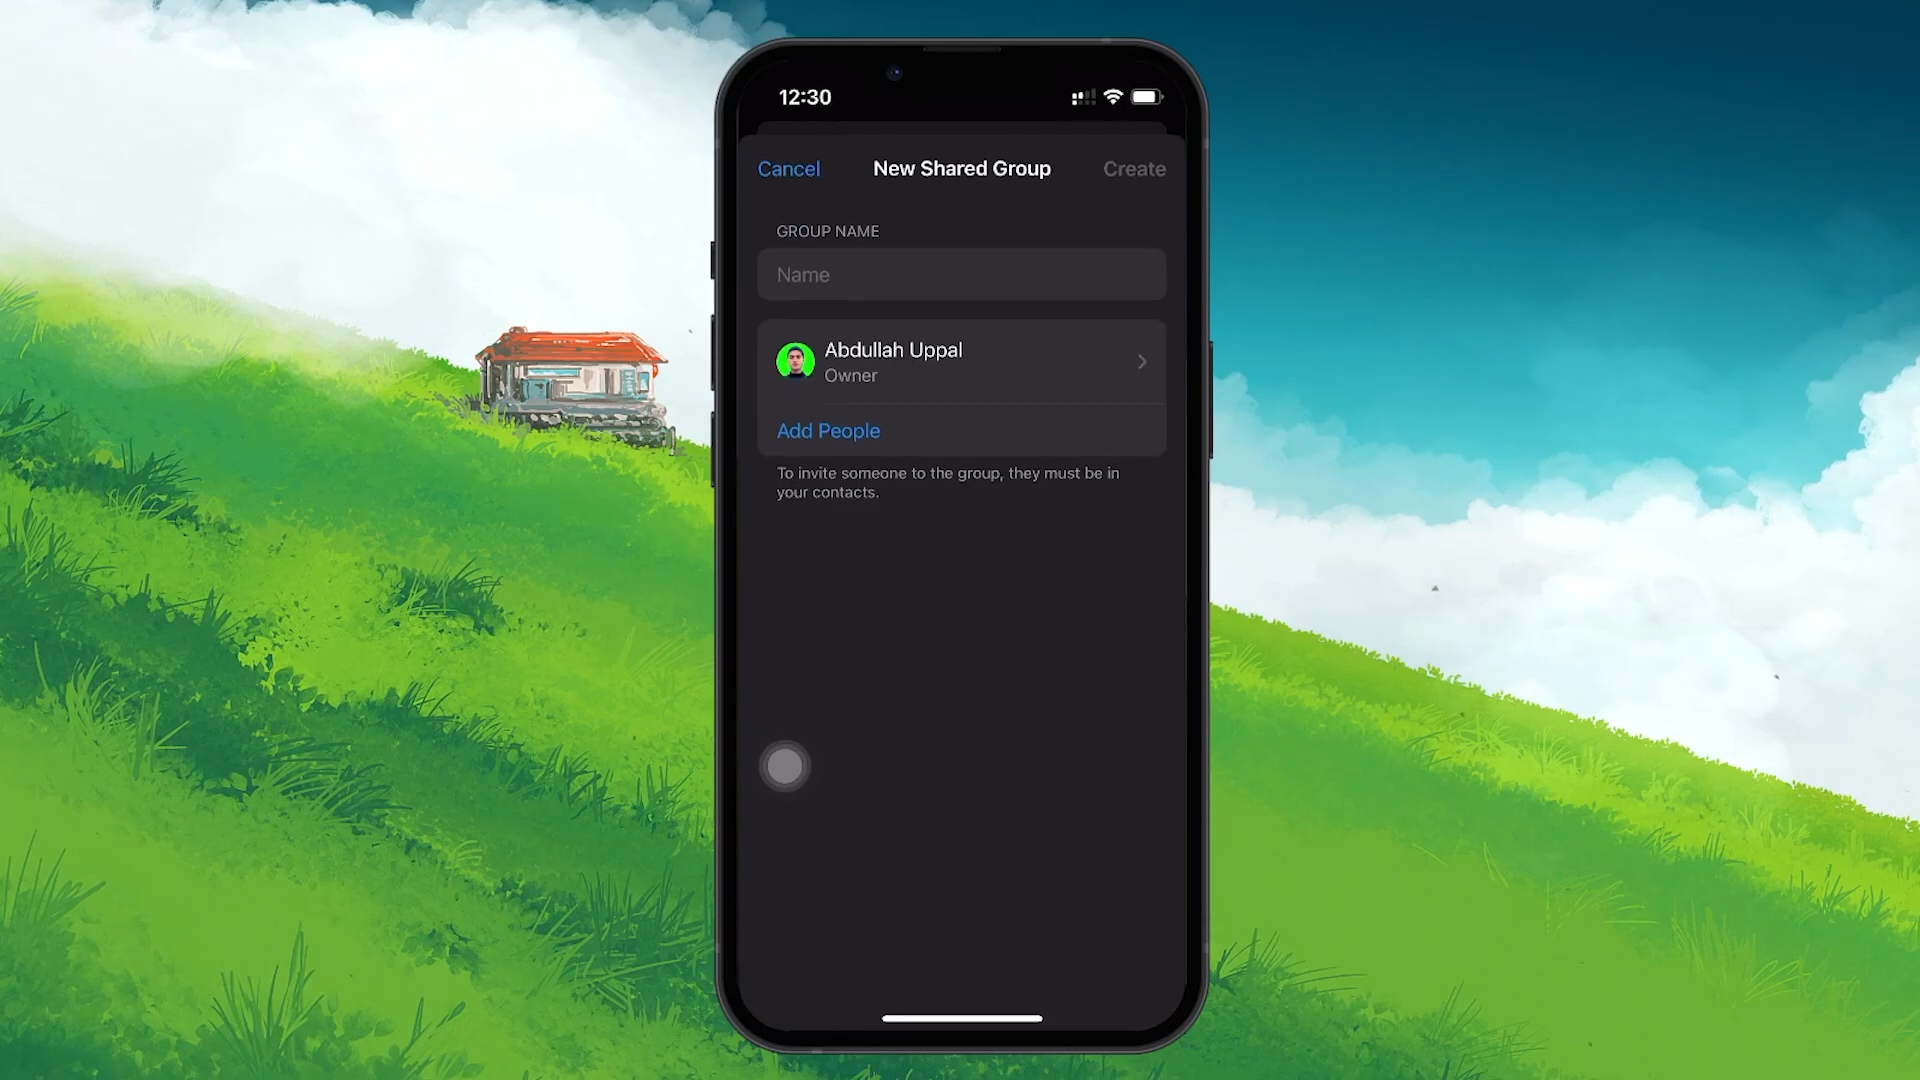 12:30
Cancel
New Shared Group
Create
GROUP NAME
Name
Abdullah Uppal
Owner
Add People
To invite someone to the group, they must be in
your contacts.